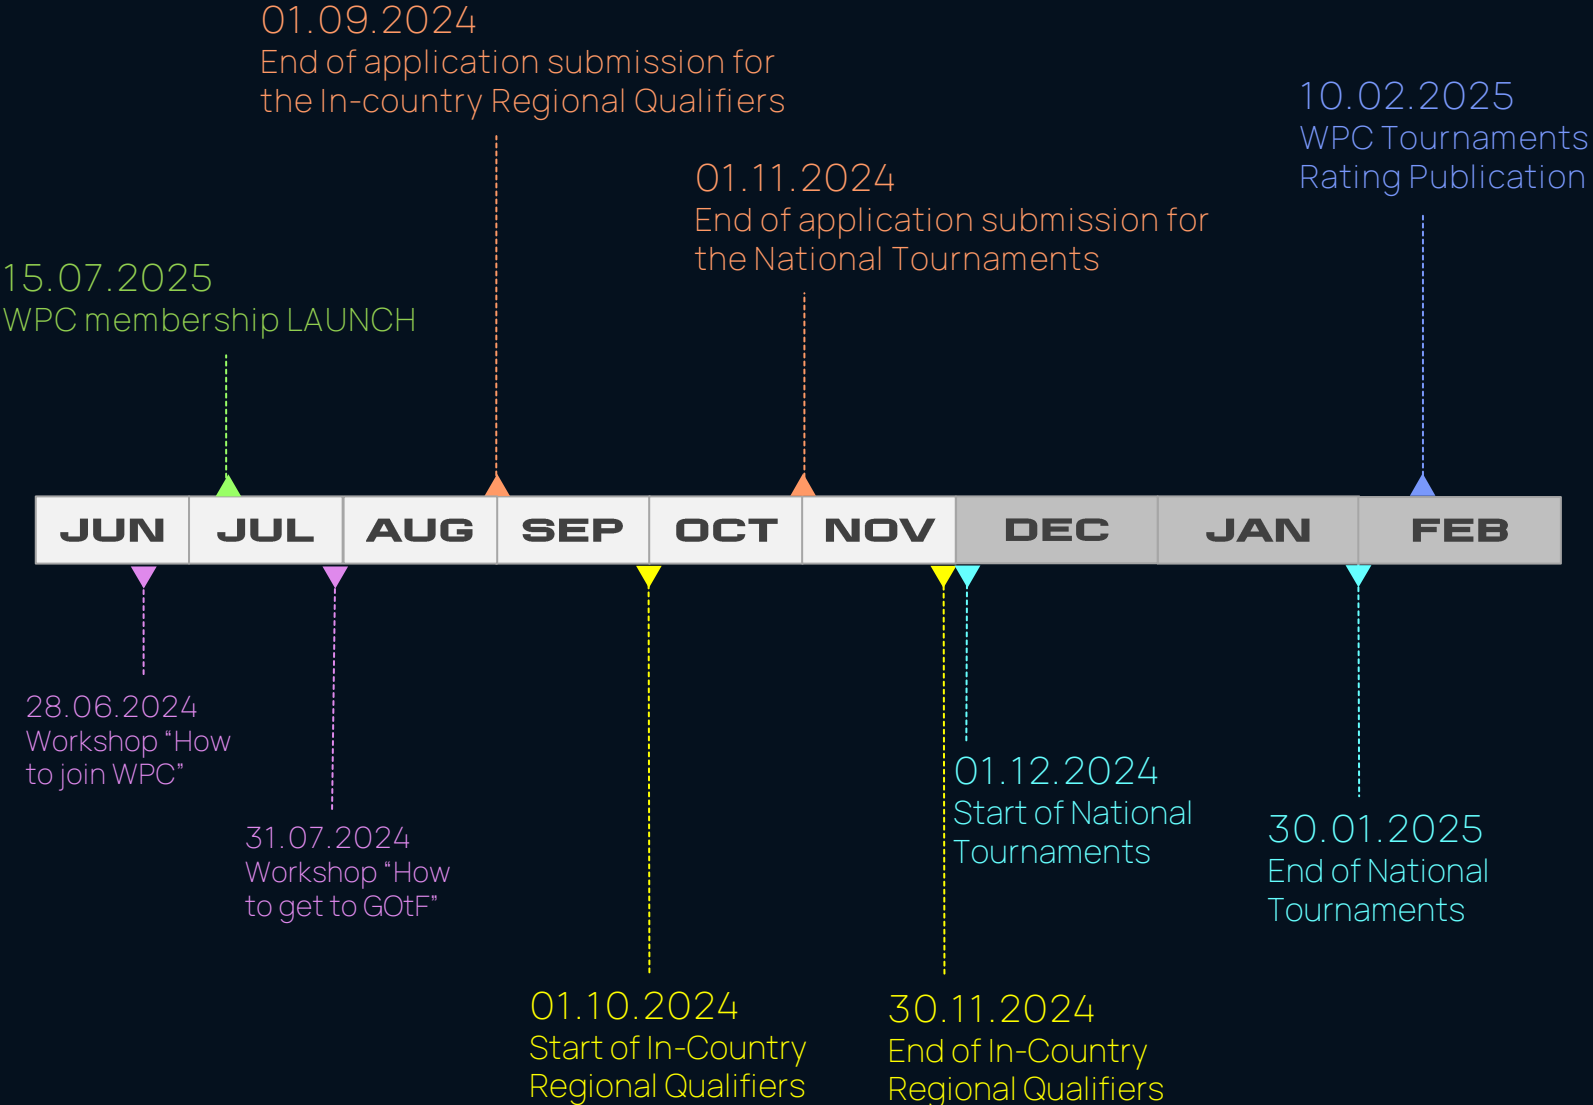 01.09.2024
End of application submission for
the In-country Regional Qualifiers
10.02.2025
WPC Tournaments
Rating Publication
01.11.2024
End of application submission for
the National Tournaments
15.07.2025
WPC membership LAUNCH
JUN JUL AUG SEP OCT NOV DEC JAN FEB
28.06.2024
Workshop “How
to join WPC”
31.07.2024
Workshop “How
to get to GOtF”
01.12.2024
Start of National
Tournaments
30.01.2025
End of National
Tournaments
01.10.2024
Start of In-Country
Regional Qualifiers
30.11.2024
End of In-Country
Regional Qualifiers